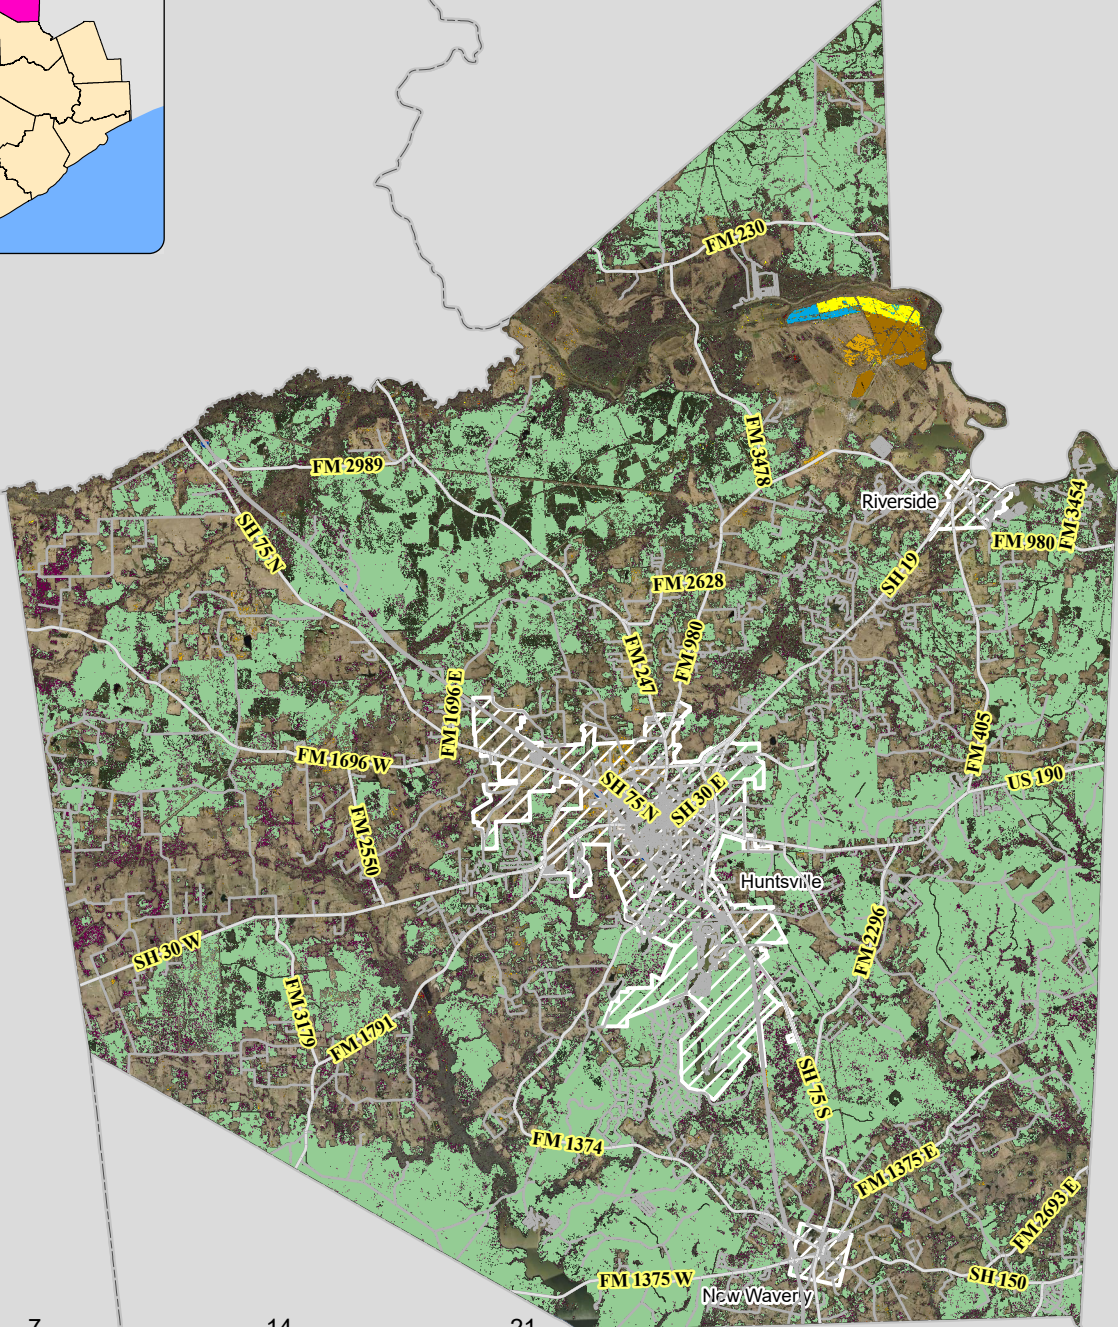 FM 230
FM 3478
FM 2989
Riverside
FM 3454
SH 75 N
FM 980
SH 19
FM 2628
FM 247
FM 980
FM 1696 E
FM 405
FM 1696 W
US 190
SH 75 N
SH 30 E
FM 2550
Huntsville
SH 30 W
FM 2296
FM 3179
FM 1791
SH 75 S
FM 1374
FM 1375 E
FM 2693 E
FM 1375 W
SH 150
New Waverly
7
14
21